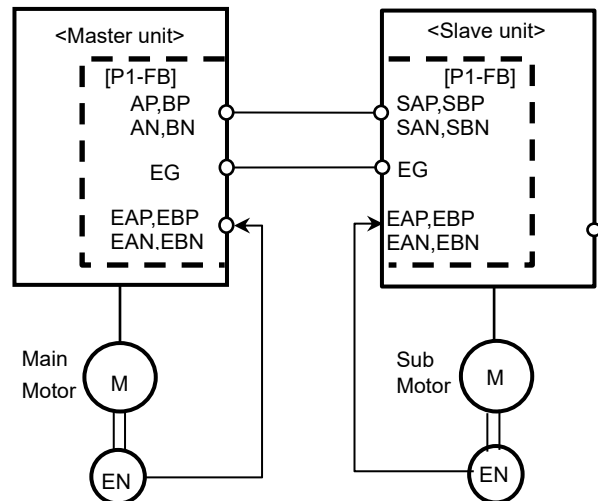 <Master unit>
[P1-FB]
AP,BP
AN,BN
EG
EAP,EBP
EAN,EBN
Main
Motor
M
EN
<Slave unit>
[P1-FB]
SAP,SBP
SAN,SBN
EG
EAP,EBP
EAN,EBN
Sub
Motor
M
EN